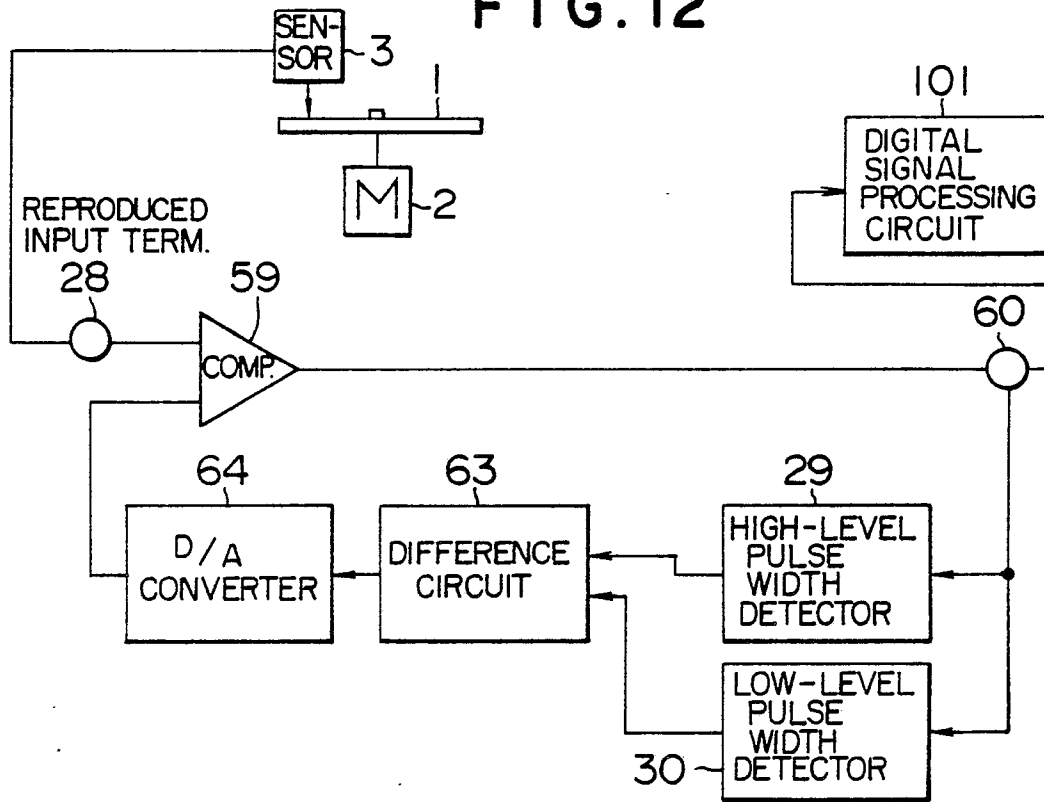 FIG.12
SEN-
SOR
3
1
M
2
101
DIGITAL
SIGNAL
PROCESSING
CIRCUIT
REPRODUCED
INPUT TERM.
28
59
COMP.
60
64
D/A
CONVERTER
63
DIFFERENCE
CIRCUIT
29
HIGH-LEVEL
PULSE
WIDTH
DETECTOR
LOW-LEVEL
PULSE
WIDTH
DETECTOR
30